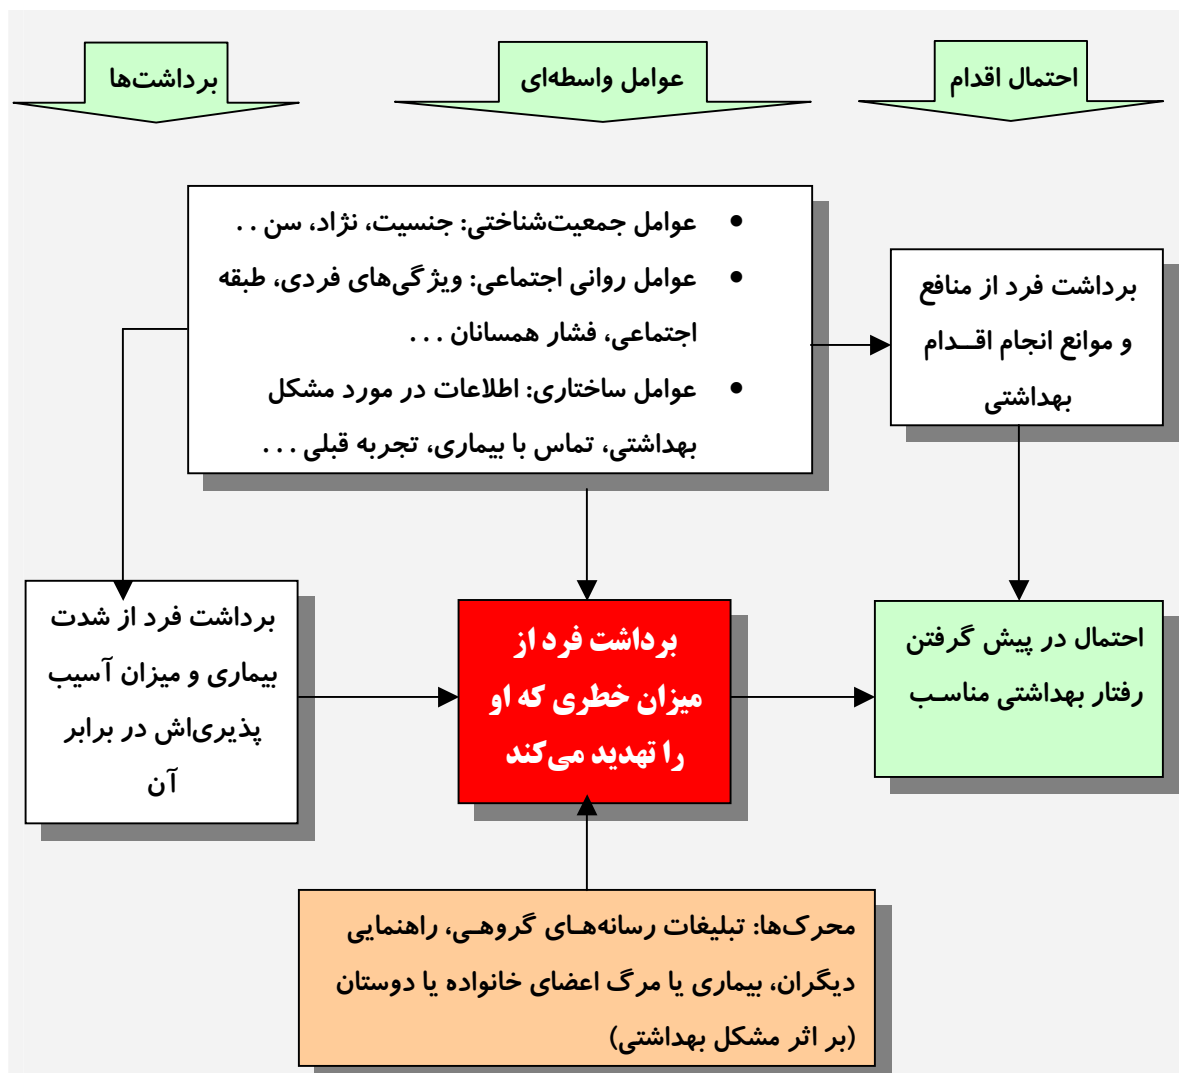 احتمال اقدام
عوامل واسطه‌ای
برداشت‌ها
• عوامل جمعیت‌شناختی: جنسیت، نژاد، سن . .
• عوامل روانی اجتماعی: ویژگی‌های فردی، طبقه
اجتماعی، فشار همسانان . . .
• عوامل ساختاری: اطلاعات در مورد مشکل
بهداشتی، تماس با بیماری، تجربه قبلی . . .
برداشت فرد از منافع
و موانع انجام اقــدام
بهداشتی
برداشت فرد از شدت
بیماری و میزان آسیب
پذیری‌اش در برابر
آن
برداشت فرد از
میزان خطری که او
را تهدید می‌کند
احتمال در پیش گرفتن
رفتار بهداشتی مناسـب
محرک‌ها: تبلیغات رسانه‌هـای گروهـی، راهنمایی
دیگران، بیماری یا مرگ اعضای خانواده یا دوستان
(بر اثر مشکل بهداشتی)